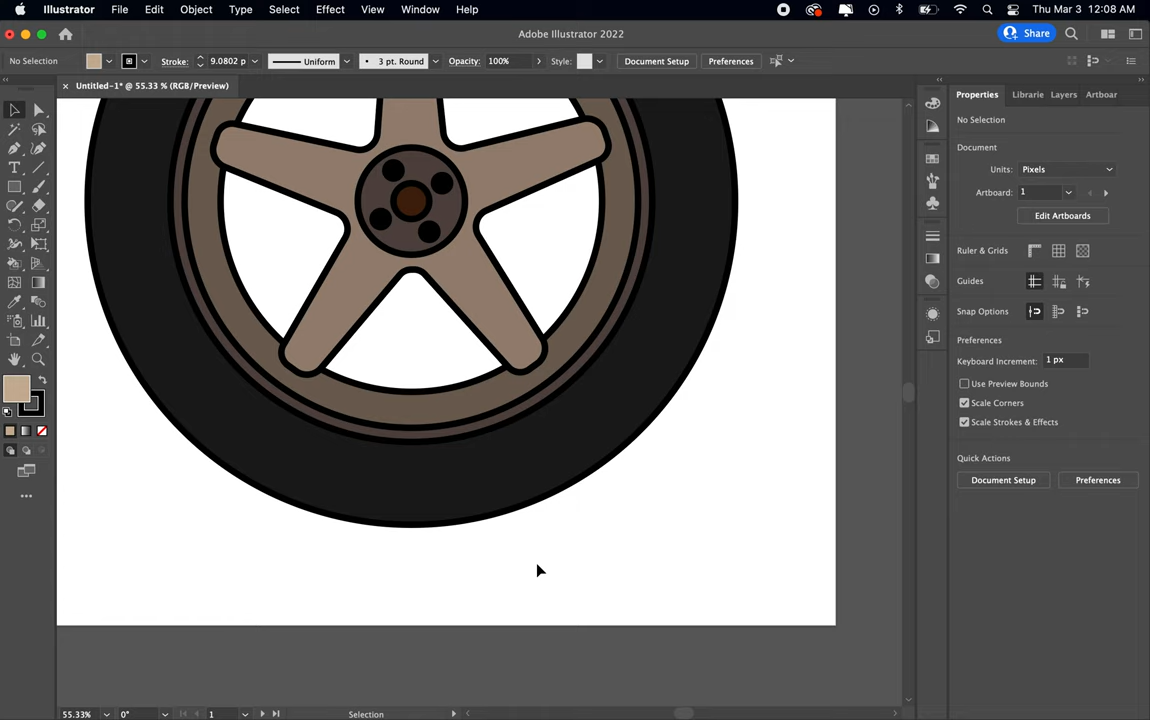 Illustrator File Edit Object Type Select Effect View Window Help Thu Mar 3 12:08 AM
Adobe Illustrator 2022
Share
No Selection Stroke: 9.0802 p Uniform 3 pt. Round Opacity: 100% Style: Document Setup Preferences
Untitled-1* @ 55.33 % (RGB/Preview)
Properties Librarie Layers Artboar
No Selection
Document
Units: Pixels
Artboard: 1
Edit Artboards
Ruler & Grids
Guides
Snap Options
Preferences
Keyboard Increment: 1 px
Use Preview Bounds
Scale Corners
Scale Strokes & Effects
Quick Actions
Document Setup Preferences
55.33% 0° 1 Selection